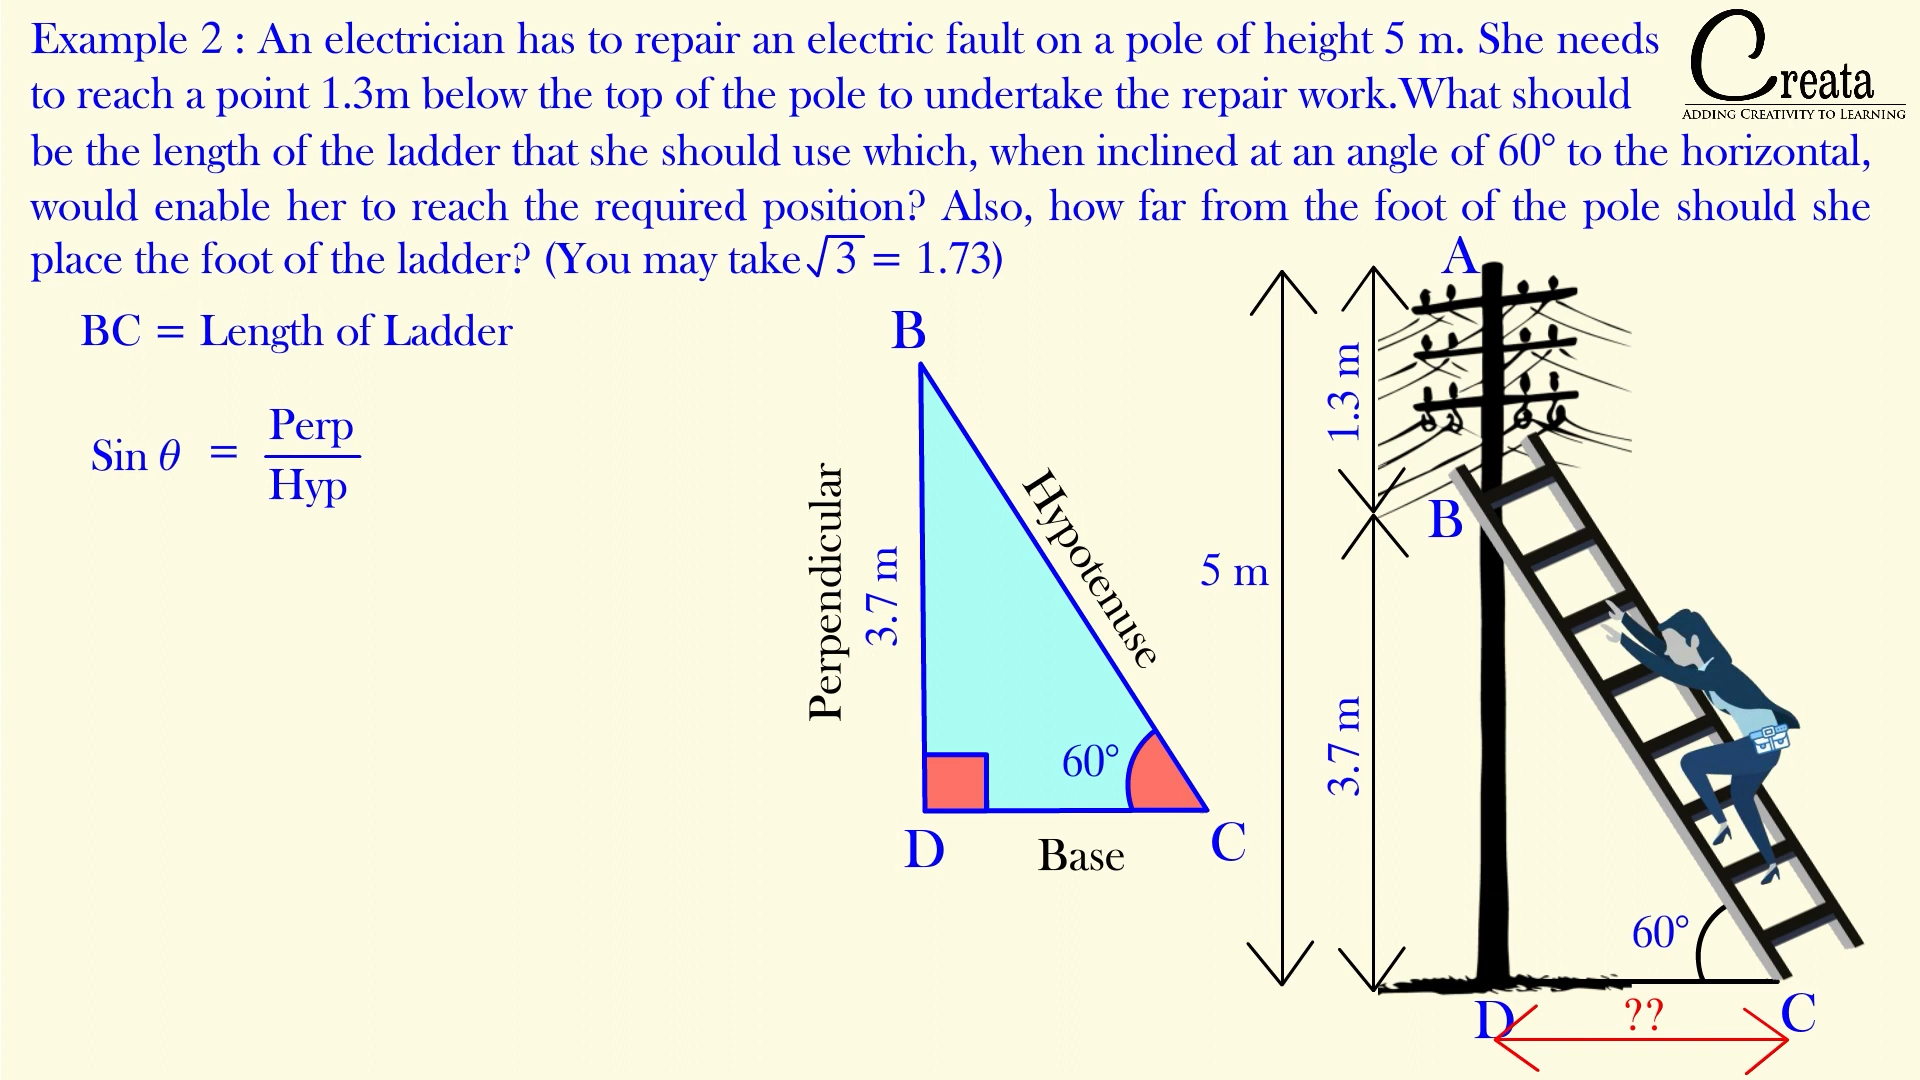 Example 2 : An electrician has to repair an electric fault on a pole of height 5 m. She needs
to reach a point 1.3m below the top of the pole to undertake the repair work.What should
be the length of the ladder that she should use which, when inclined at an angle of 60° to the horizontal,
would enable her to reach the required position? Also, how far from the foot of the pole should she
place the foot of the ladder? (You may take √3 = 1.73)
Creata
ADDING CREATIVITY TO LEARNING
BC = Length of Ladder
Sin θ = Perp
Hyp
B
Perpendicular
3.7 m
Hypotenuse
60°
D
C
Base
A
1.3 m
B
5 m
3.7 m
60°
D
??
C